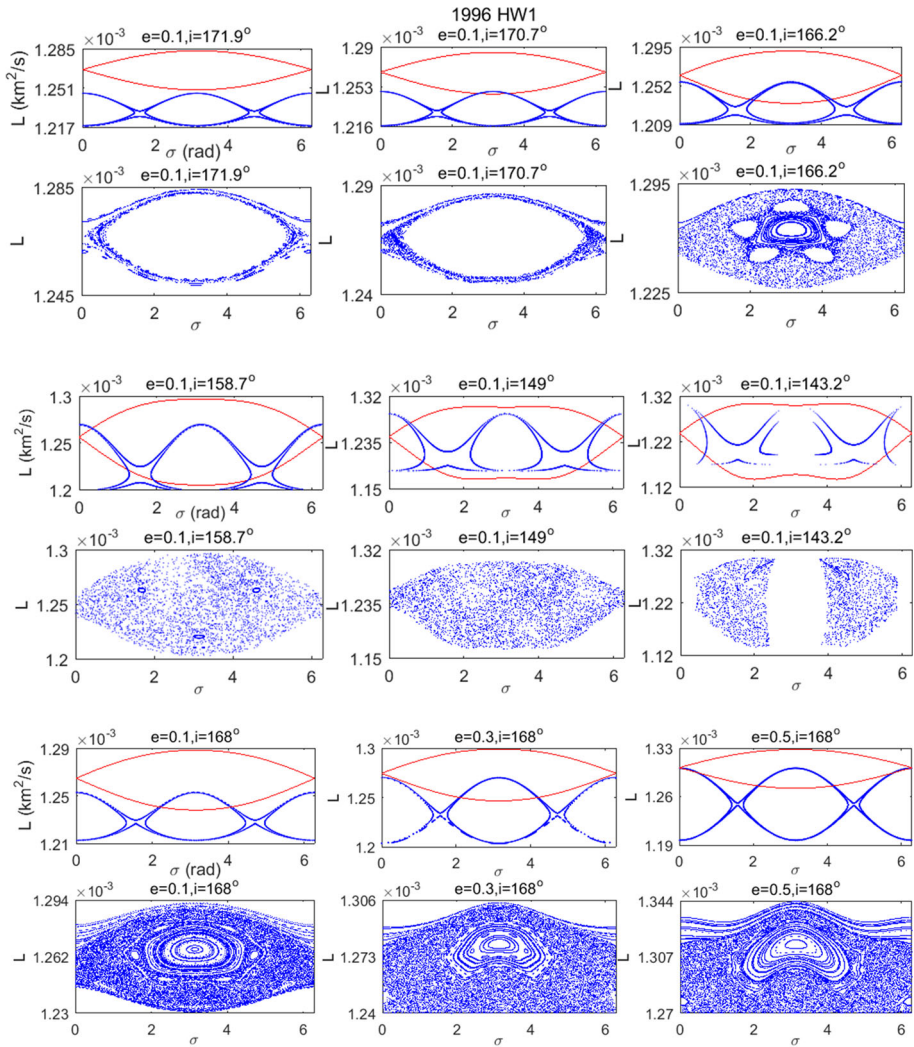 1996 HW1
×10⁻³ e=0.1,i=171.9° ×10⁻³ e=0.1,i=170.7° ×10⁻³ e=0.1,i=166.2°
1.285 1.29 1.295
L (km²/s) 1.251 L 1.253 L 1.252
1.217 1.216 1.209
0 2 4 6 0 2 4 6 0 2 4 6
σ (rad) σ σ
×10⁻³ e=0.1,i=171.9° ×10⁻³ e=0.1,i=170.7° ×10⁻³ e=0.1,i=166.2°
1.285 1.29 1.295
L L L
1.245 1.24 1.225
0 2 4 6 0 2 4 6 0 2 4 6
σ σ σ
×10⁻³ e=0.1,i=158.7° ×10⁻³ e=0.1,i=149° ×10⁻³ e=0.1,i=143.2°
1.3 1.32 1.32
L (km²/s) 1.25 L 1.235 L 1.22
1.2 1.15 1.12
0 2 4 6 0 2 4 6 0 2 4 6
σ (rad) σ σ
×10⁻³ e=0.1,i=158.7° ×10⁻³ e=0.1,i=149° ×10⁻³ e=0.1,i=143.2°
1.3 1.32 1.32
L 1.25 L 1.235 L 1.22
1.2 1.15 1.12
0 2 4 6 0 2 4 6 0 2 4 6
σ σ σ
×10⁻³ e=0.1,i=168° ×10⁻³ e=0.3,i=168° ×10⁻³ e=0.5,i=168°
1.29 1.3 1.33
L (km²/s) 1.25 L 1.25 L 1.26
1.21 1.2 1.19
0 2 4 6 0 2 4 6 0 2 4 6
σ (rad) σ σ
×10⁻³ e=0.1,i=168° ×10⁻³ e=0.3,i=168° ×10⁻³ e=0.5,i=168°
1.294 1.306 1.344
L 1.262 L 1.273 L 1.307
1.23 1.24 1.27
0 2 4 6 0 2 4 6 0 2 4 6
σ σ σ